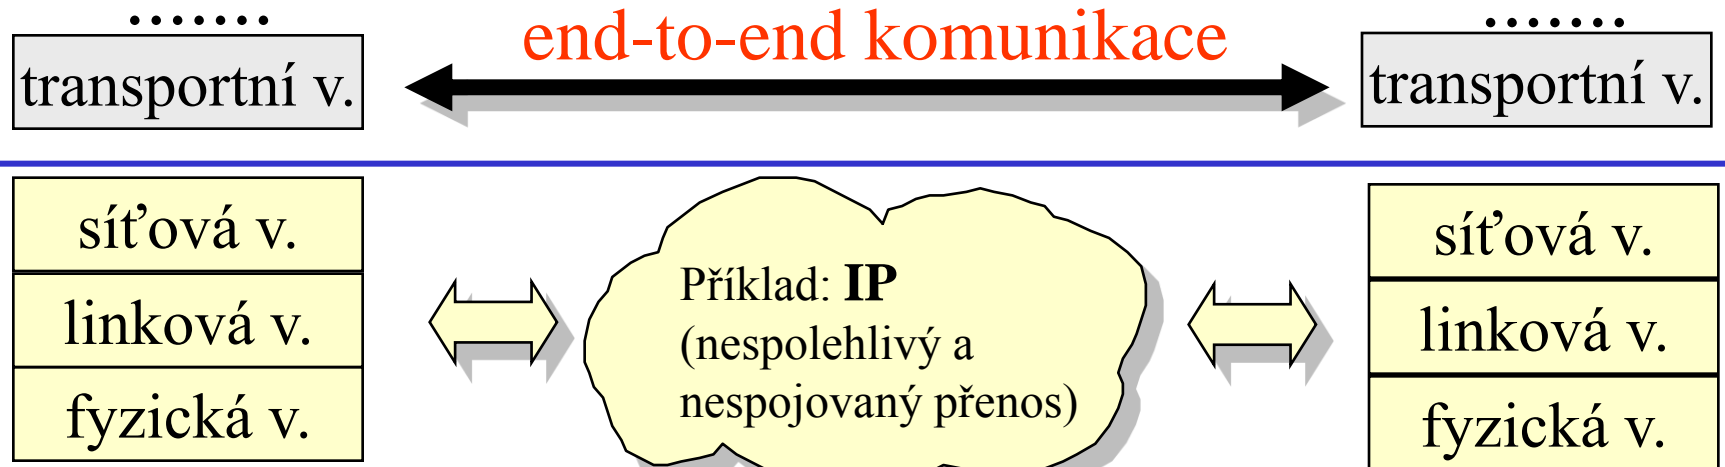 .......
end-to-end komunikace
.......
transportní v.
transportní v.
síťová v.
linková v.
fyzická v.
Příklad: IP
(nespolehlivý a
nespojovaný přenos)
síťová v.
linková v.
fyzická v.